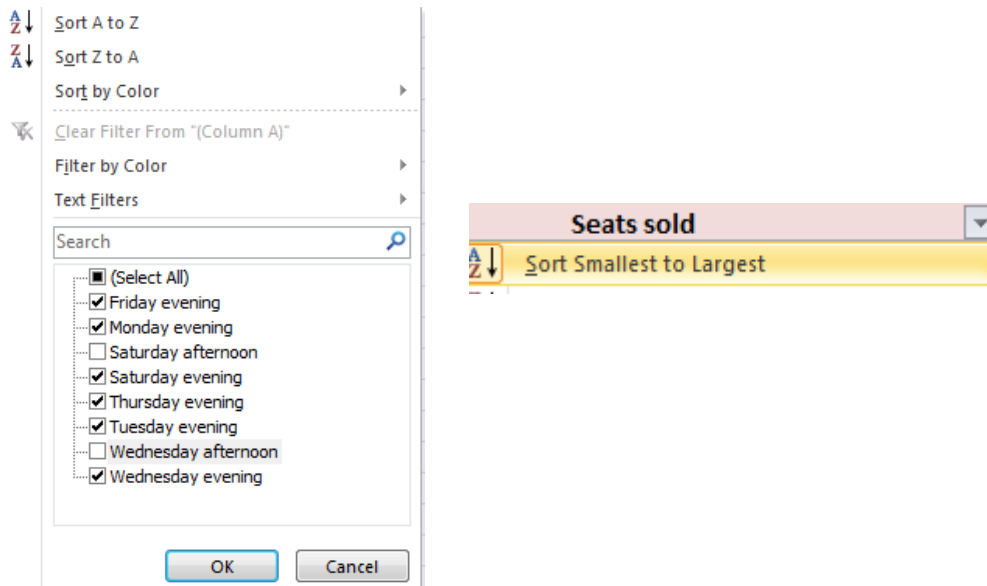 Sort A to Z
Sort Z to A
Sort by Color
Clear Filter From "(Column A)"
Filter by Color
Text Filters
Search
(Select All)
Friday evening
Monday evening
Saturday afternoon
Saturday evening
Thursday evening
Tuesday evening
Wednesday afternoon
Wednesday evening
OK Cancel
Seats sold
Sort Smallest to Largest